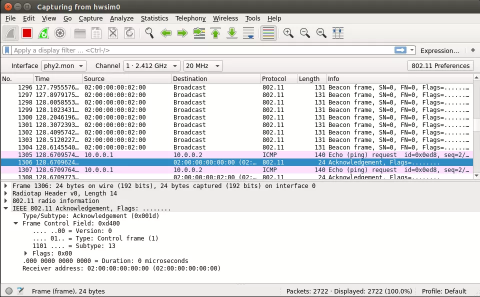 Capturing from hwsim0
File Edit View Go Capture Analyze Statistics Telephony Wireless Tools Help
Apply a display filter ... <Ctrl-/> Expression... +
Interface phy2.mon Channel 1 · 2.412 GHz 20 MHz 802.11 Preferences
No. Time Source Destination Protocol Length Info
1296 127.7955576… 02:00:00:00:02:00 Broadcast 802.11 131 Beacon frame, SN=0, FN=0, Flags=.......…
1297 127.8979175… 02:00:00:00:02:00 Broadcast 802.11 131 Beacon frame, SN=0, FN=0, Flags=.......…
1298 128.0058553… 02:00:00:00:02:00 Broadcast 802.11 131 Beacon frame, SN=0, FN=0, Flags=.......…
1299 128.1023431… 02:00:00:00:02:00 Broadcast 802.11 131 Beacon frame, SN=0, FN=0, Flags=.......…
1300 128.2046196… 02:00:00:00:02:00 Broadcast 802.11 131 Beacon frame, SN=0, FN=0, Flags=.......…
1301 128.3072393… 02:00:00:00:02:00 Broadcast 802.11 131 Beacon frame, SN=0, FN=0, Flags=.......…
1302 128.4095742… 02:00:00:00:02:00 Broadcast 802.11 131 Beacon frame, SN=0, FN=0, Flags=.......…
1303 128.5120227… 02:00:00:00:02:00 Broadcast 802.11 131 Beacon frame, SN=0, FN=0, Flags=.......…
1304 128.6145540… 02:00:00:00:02:00 Broadcast 802.11 131 Beacon frame, SN=0, FN=0, Flags=.......…
1305 128.6709574… 10.0.0.1 10.0.0.2 ICMP 140 Echo (ping) request id=0x0ed8, seq=2/…
1306 128.6709624… 02:00:00:00:00:00 (02:… 802.11 24 Acknowledgement, Flags=........
1307 128.6709764… 10.0.0.1 10.0.0.2 ICMP 140 Echo (ping) request id=0x0ed8, seq=2/…
Frame 1306: 24 bytes on wire (192 bits), 24 bytes captured (192 bits) on interface 0
Radiotap Header v0, Length 14
802.11 radio information
IEEE 802.11 Acknowledgement, Flags: ........
Type/Subtype: Acknowledgement (0x001d)
Frame Control Field: 0xd400
.... ..00 = Version: 0
.... 01.. = Type: Control frame (1)
1101 .... = Subtype: 13
Flags: 0x00
.000 0000 0000 0000 = Duration: 0 microseconds
Receiver address: 02:00:00:00:00:00 (02:00:00:00:00:00)
Frame (frame), 24 bytes Packets: 2722 · Displayed: 2722 (100.0%) Profile: Default